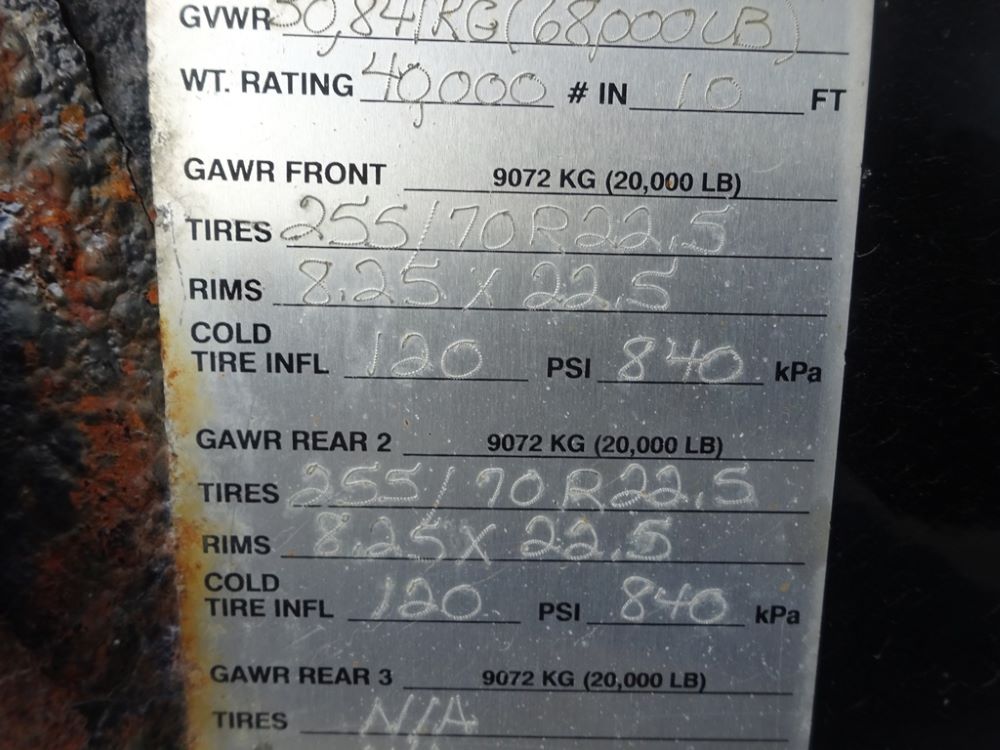 GVWR 30,841 KG (68,000 LB)
WT. RATING 40,000 # IN 10 FT
GAWR FRONT 9072 KG (20,000 LB)
TIRES 255/70R22.5
RIMS 8.25 X 22.5
COLD
TIRE INFL 120 PSI 840 kPa
GAWR REAR 2 9072 KG (20,000 LB)
TIRES 255/70R22.5
RIMS 8.25 X 22.5
COLD
TIRE INFL 120 PSI 840 kPa
GAWR REAR 3 9072 KG (20,000 LB)
TIRES N/A